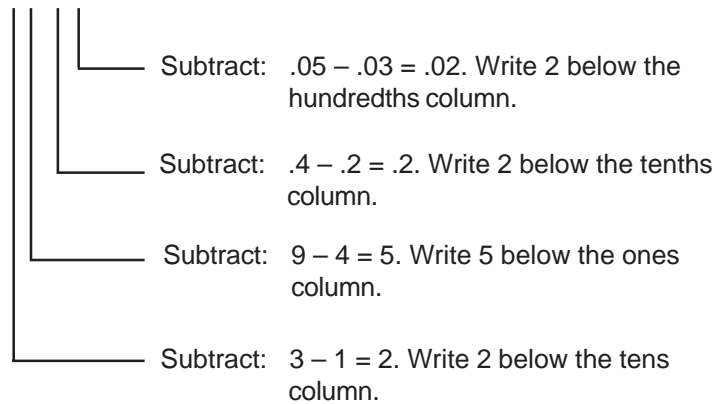 Subtract: .05 – .03 = .02. Write 2 below the
hundredths column.
Subtract: .4 – .2 = .2. Write 2 below the tenths
column.
Subtract: 9 – 4 = 5. Write 5 below the ones
column.
Subtract: 3 – 1 = 2. Write 2 below the tens
column.